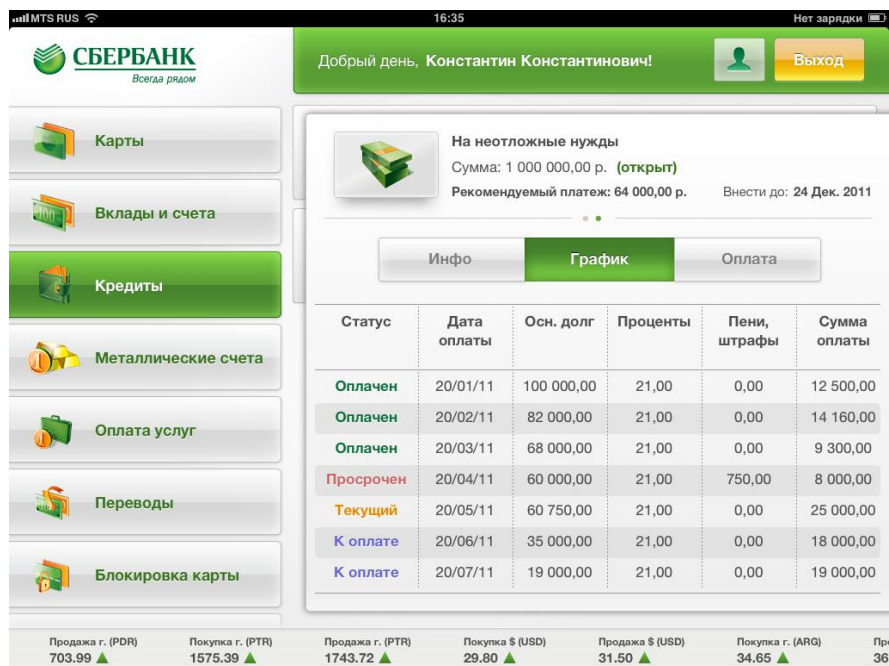 MTS RUS 16:35 Нет зарядки
СБЕРБАНК
Всегда рядом
Добрый день, Константин Константинович!
Выход
Карты
Вклады и счета
Кредиты
Металлические счета
Оплата услуг
Переводы
Блокировка карты
На неотложные нужды
Сумма: 1 000 000,00 р. (открыт)
Рекомендуемый платеж: 64 000,00 р. Внести до: 24 Дек. 2011
Инфо График Оплата
Статус Дата Осн. долг Проценты Пени, Сумма
оплаты штрафы оплаты
Оплачен 20/01/11 100 000,00 21,00 0,00 12 500,00
Оплачен 20/02/11 82 000,00 21,00 0,00 14 160,00
Оплачен 20/03/11 68 000,00 21,00 0,00 9 300,00
Просрочен 20/04/11 60 000,00 21,00 750,00 8 000,00
Текущий 20/05/11 60 750,00 21,00 0,00 25 000,00
К оплате 20/06/11 35 000,00 21,00 0,00 18 000,00
К оплате 20/07/11 19 000,00 21,00 0,00 19 000,00
Продажа г. (PDR) Покупка г. (PTR) Продажа г. (PTR) Покупка $ (USD) Продажа $ (USD) Покупка г. (ARG)
703.99 1575.39 1743.72 29.80 31.50 34.65